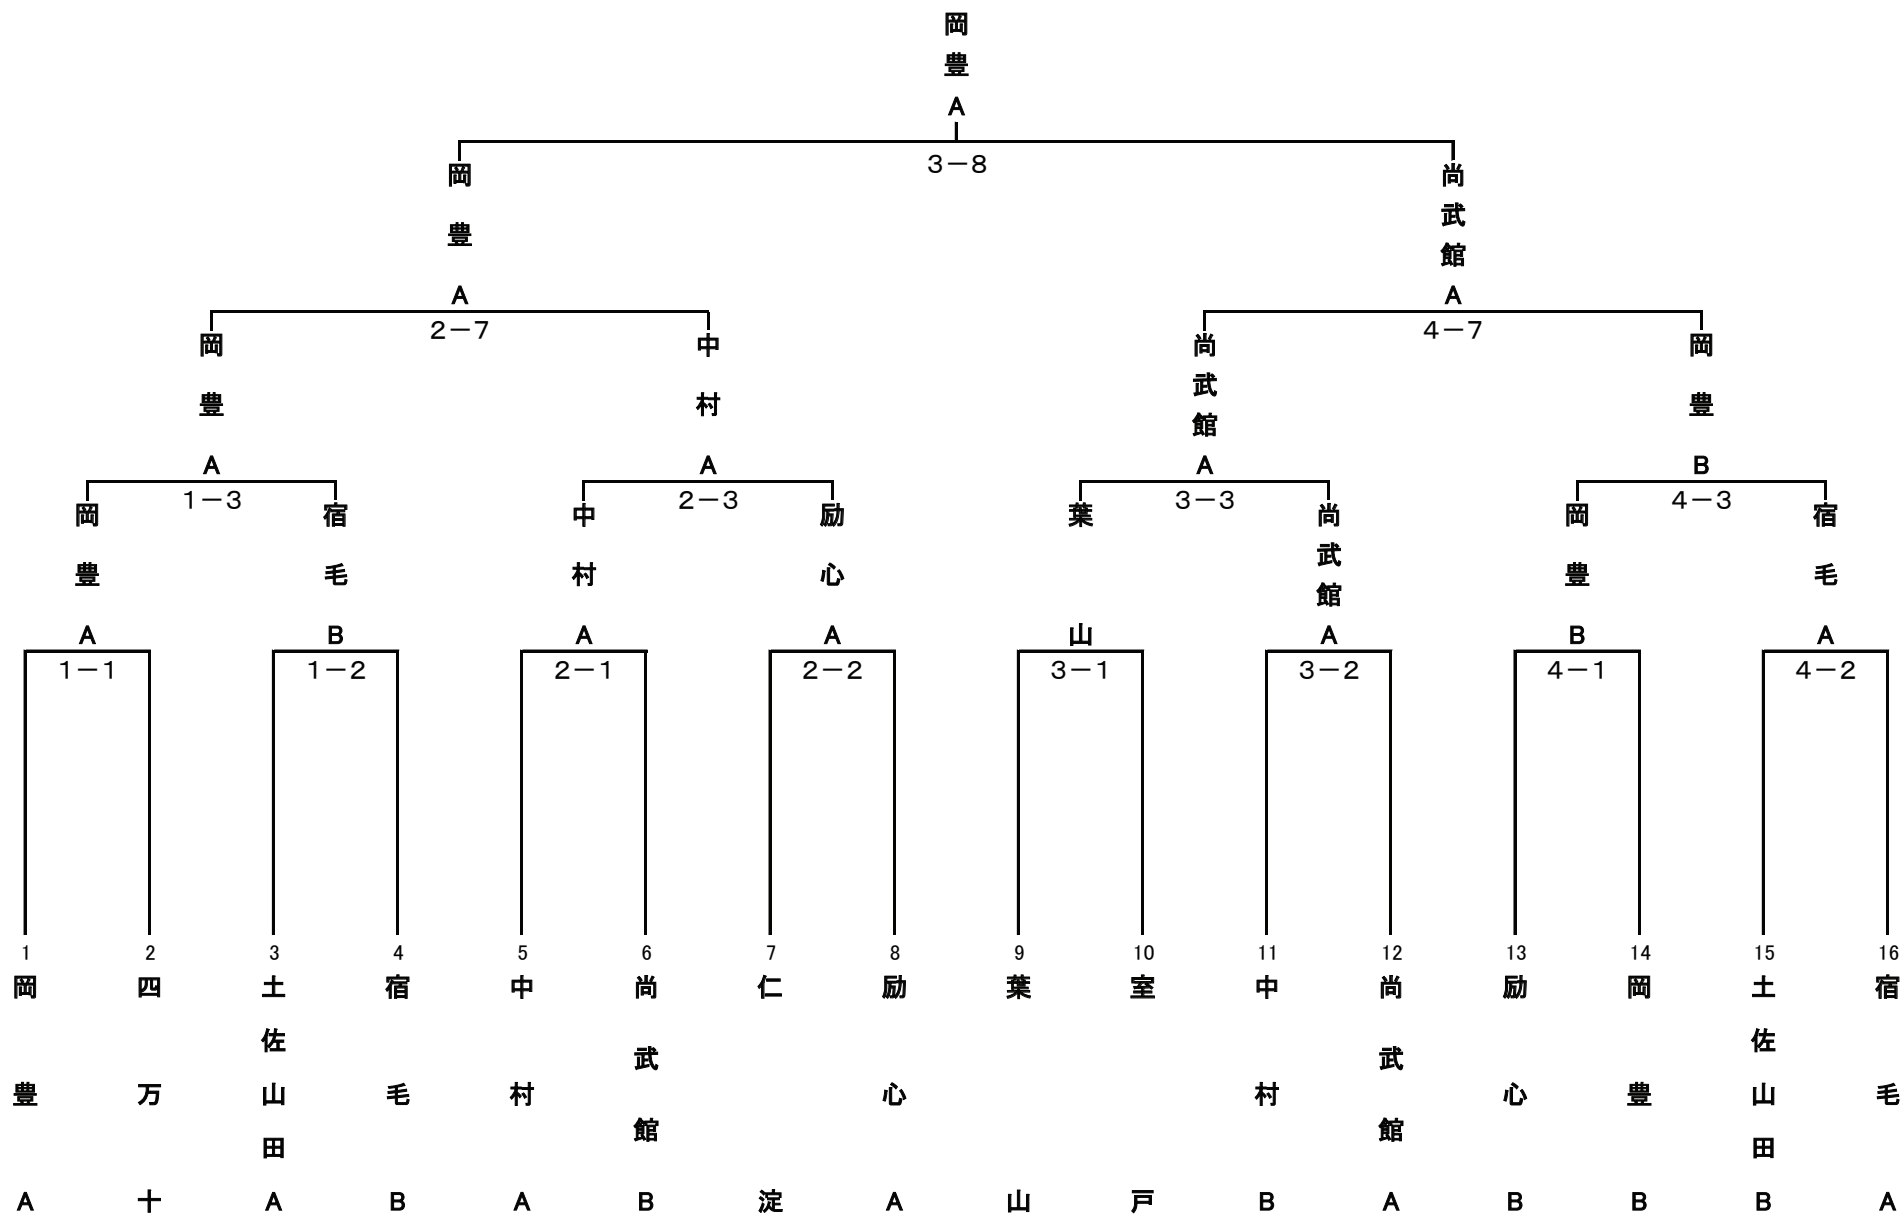 岡豊A
3－8
岡豊A
尚武館A
2－7
4－7
岡豊A
中村A
尚武館A
岡豊B
1－3
2－3
3－3
4－3
岡豊A
宿毛B
中村A
励心A
葉山
尚武館A
岡豊B
宿毛A
1－1
1－2
2－1
2－2
3－1
3－2
4－1
4－2
1
2
3
4
5
6
7
8
9
10
11
12
13
14
15
16
岡豊A
四万十
土佐山田A
宿毛B
中村A
尚武館B
仁淀
励心A
葉山
室戸
中村B
尚武館A
励心B
岡豊B
土佐山田B
宿毛A